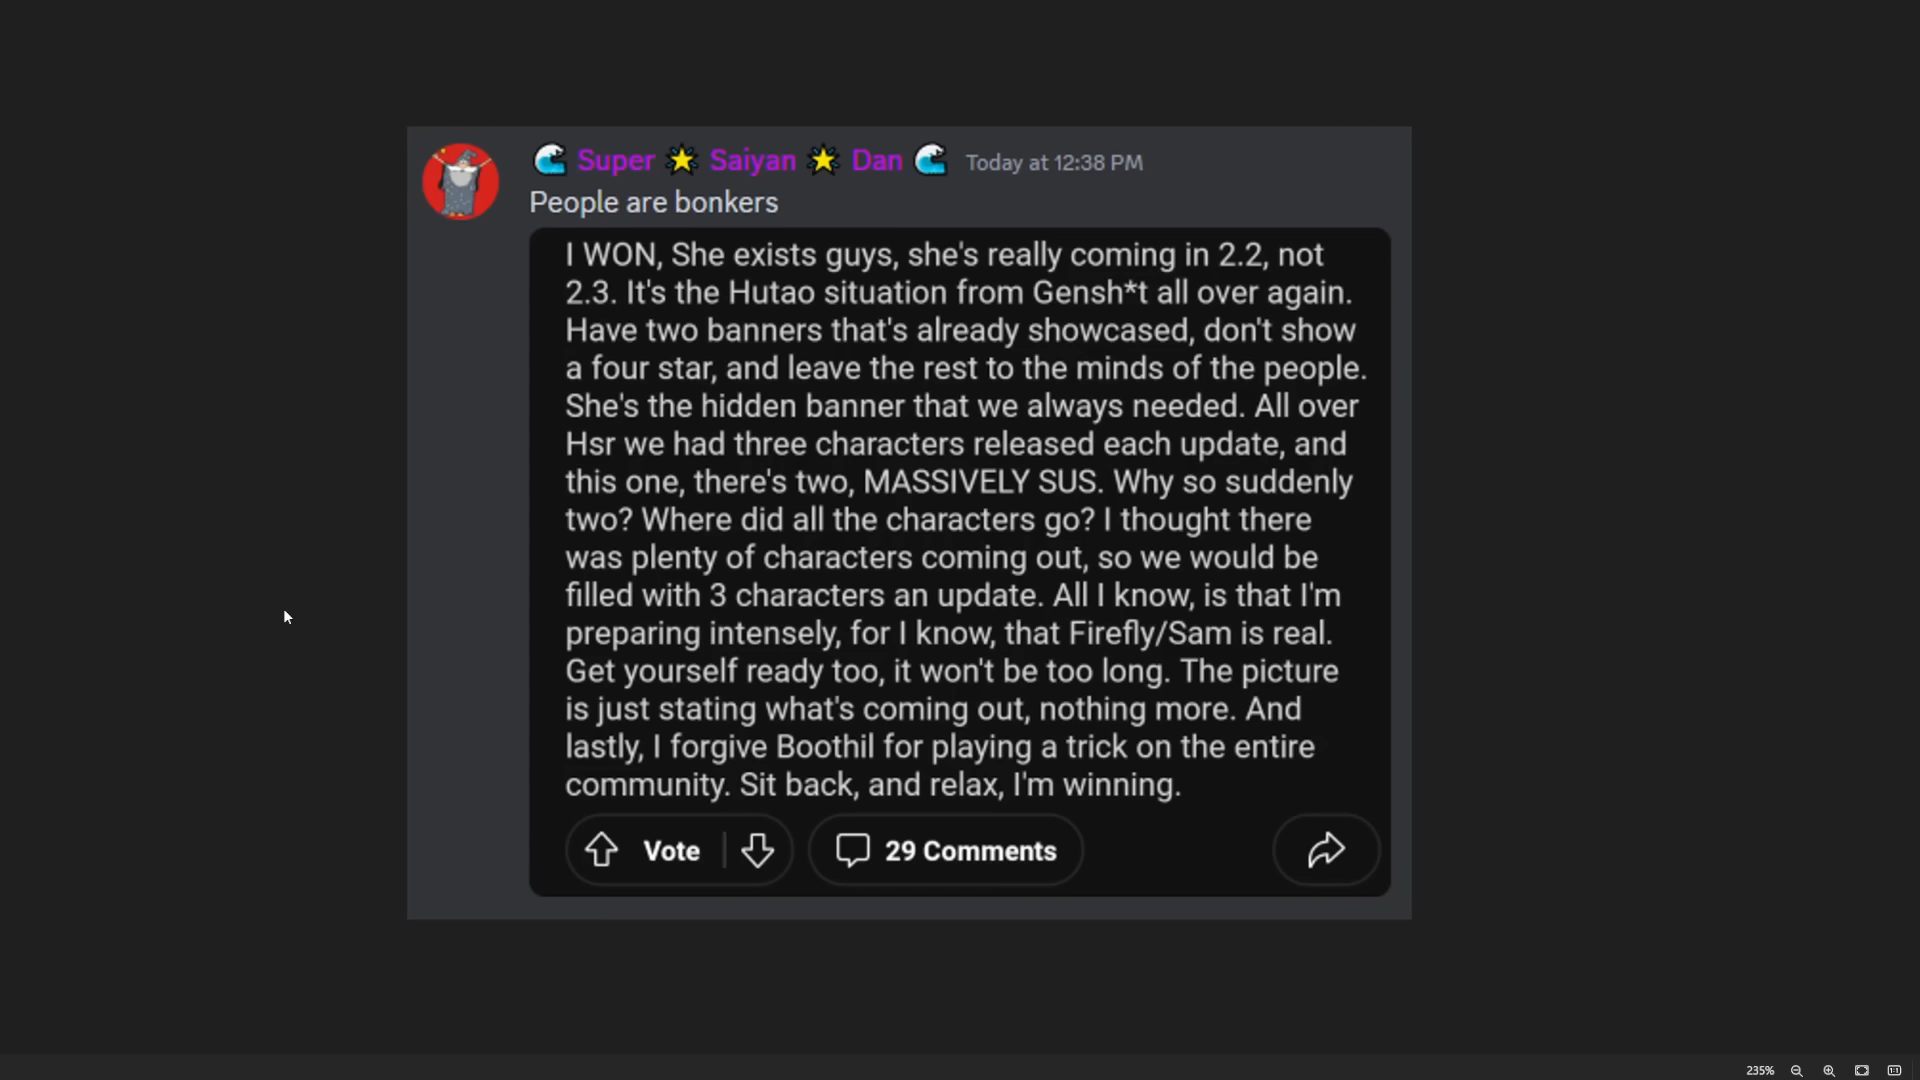 🌊 Super 🌟 Saiyan 🌟 Dan 🌊 Today at 12:38 PM
People are bonkers
I WON, She exists guys, she's really coming in 2.2, not
2.3. It's the Hutao situation from Gensh*t all over again.
Have two banners that's already showcased, don't show
a four star, and leave the rest to the minds of the people.
She's the hidden banner that we always needed. All over
Hsr we had three characters released each update, and
this one, there's two, MASSIVELY SUS. Why so suddenly
two? Where did all the characters go? I thought there
was plenty of characters coming out, so we would be
filled with 3 characters an update. All I know, is that I'm
preparing intensely, for I know, that Firefly/Sam is real.
Get yourself ready too, it won't be too long. The picture
is just stating what's coming out, nothing more. And
lastly, I forgive Boothil for playing a trick on the entire
community. Sit back, and relax, I'm winning.
Vote 29 Comments
235% 1:1